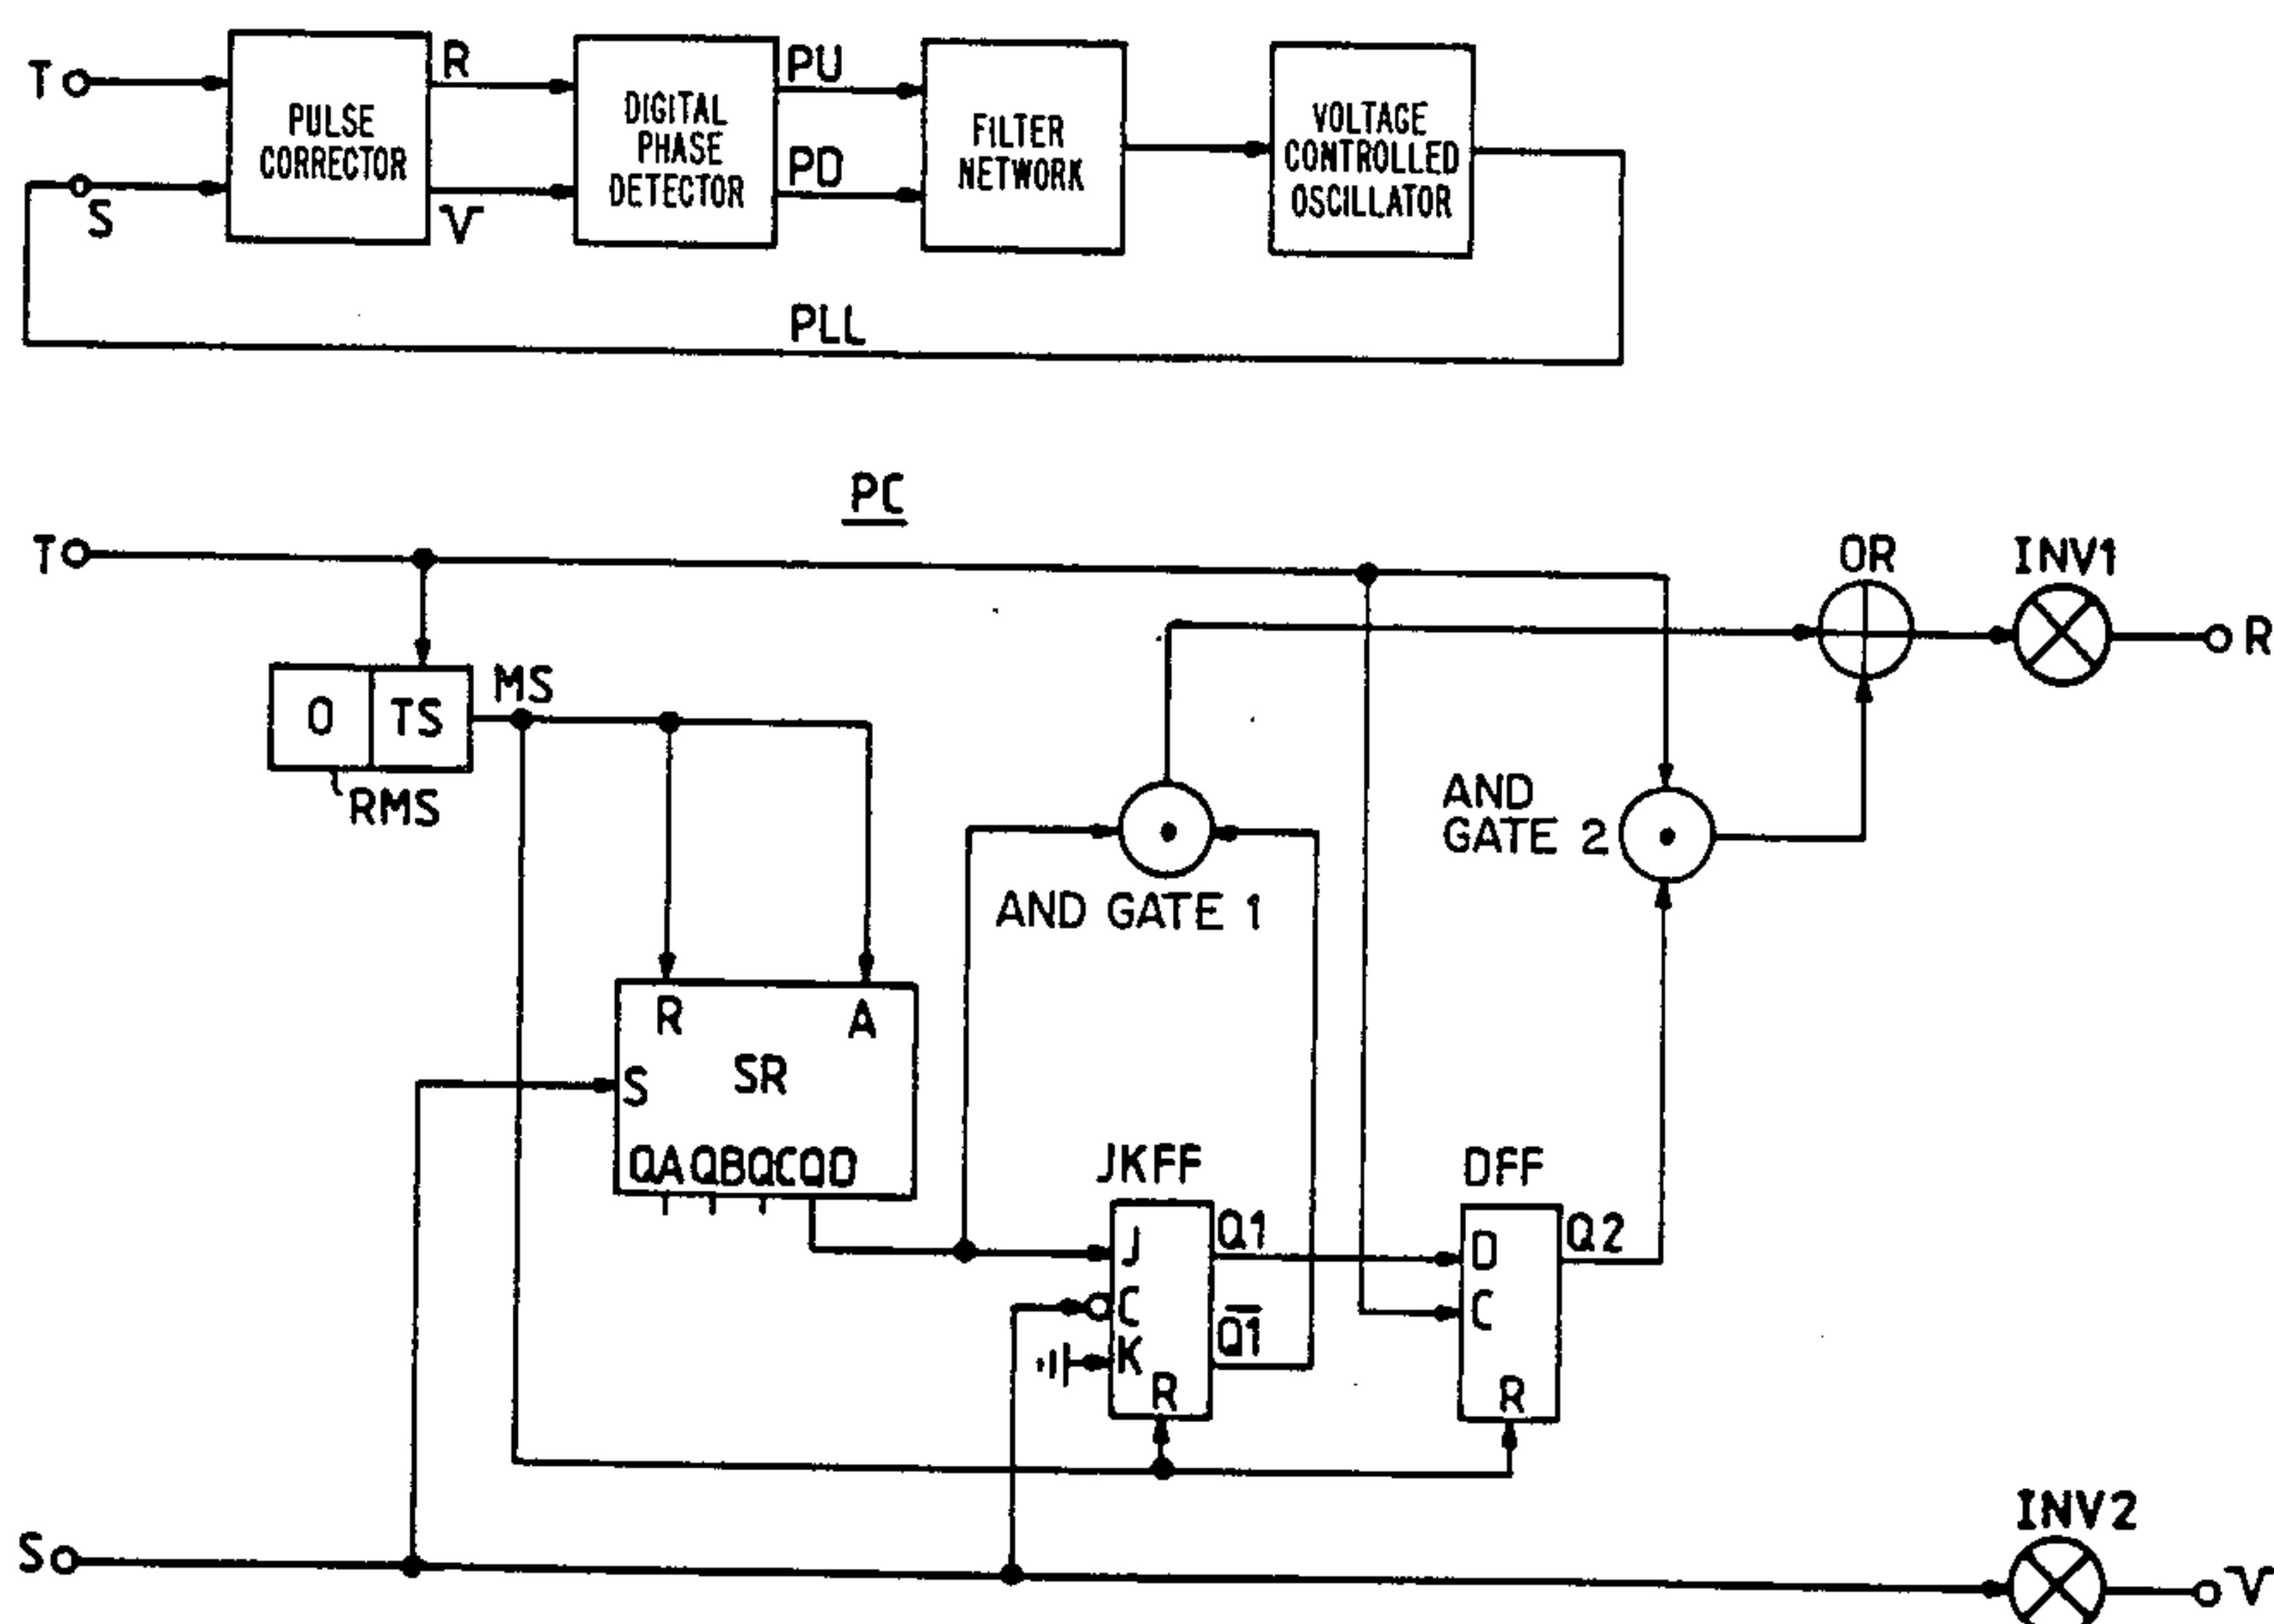 T
S
PULSE
CORRECTOR
R
V
DIGITAL
PHASE
DETECTOR
PU
PD
FILTER
NETWORK
VOLTAGE
CONTROLLED
OSCILLATOR
PLL
PC
T
O TS
MS
RMS
R A
S SR
QA QB QC QD
AND GATE 1
AND
GATE 2
OR
INV1
R
JKFF
J
C
K
R
Q1
Q1
DFF
D
C
R
Q2
S
INV2
V